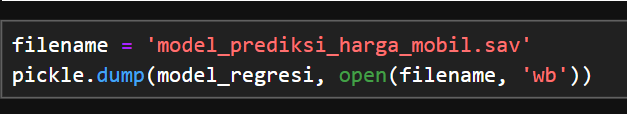 filename = 'model_prediksi_harga_mobil.sav'
pickle.dump(model_regresi, open(filename, 'wb'))